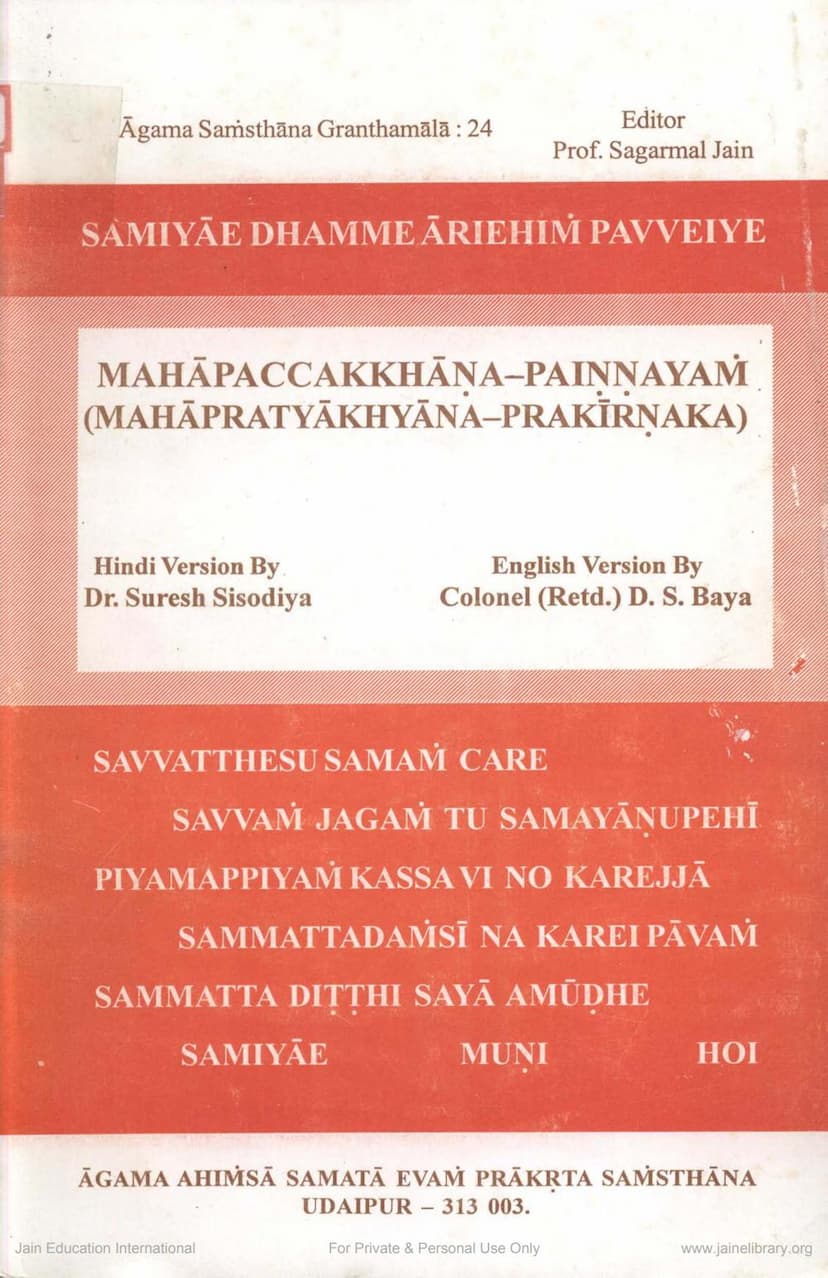 Āgama Saṁsthāna Granthamālā : 24
Editor
Prof. Sagarmal Jain
SAMIYĀE DHAMME ĀRIEHIṀ PAVVEIYE
MAHĀPACCAKKHĀṆA–PAIṆṆAYAṀ
(MAHĀPRATYĀKHYĀNA–PRAKĪRṆAKA)
Hindi Version By
Dr. Suresh Sisodiya
English Version By
Colonel (Retd.) D. S. Baya
SAVVATTHESU SAMAṀ CARE
SAVVAṀ JAGAṀ TU SAMAYĀṆUPEHĪ
PIYAMAPPIYAṀ KASSA VI NO KAREJJĀ
SAMMATTADAṀSĪ NA KAREI PĀVAṀ
SAMMATTA DIṬṬHI SAYĀ AMŪḌHE
SAMIYĀE MUṆI HOI
ĀGAMA AHIṀSĀ SAMATĀ EVAṀ PRĀKṚTA SAṀSTHĀNA
UDAIPUR – 313 003.
Jain Education International
For Private & Personal Use Only
www.jainelibrary.org